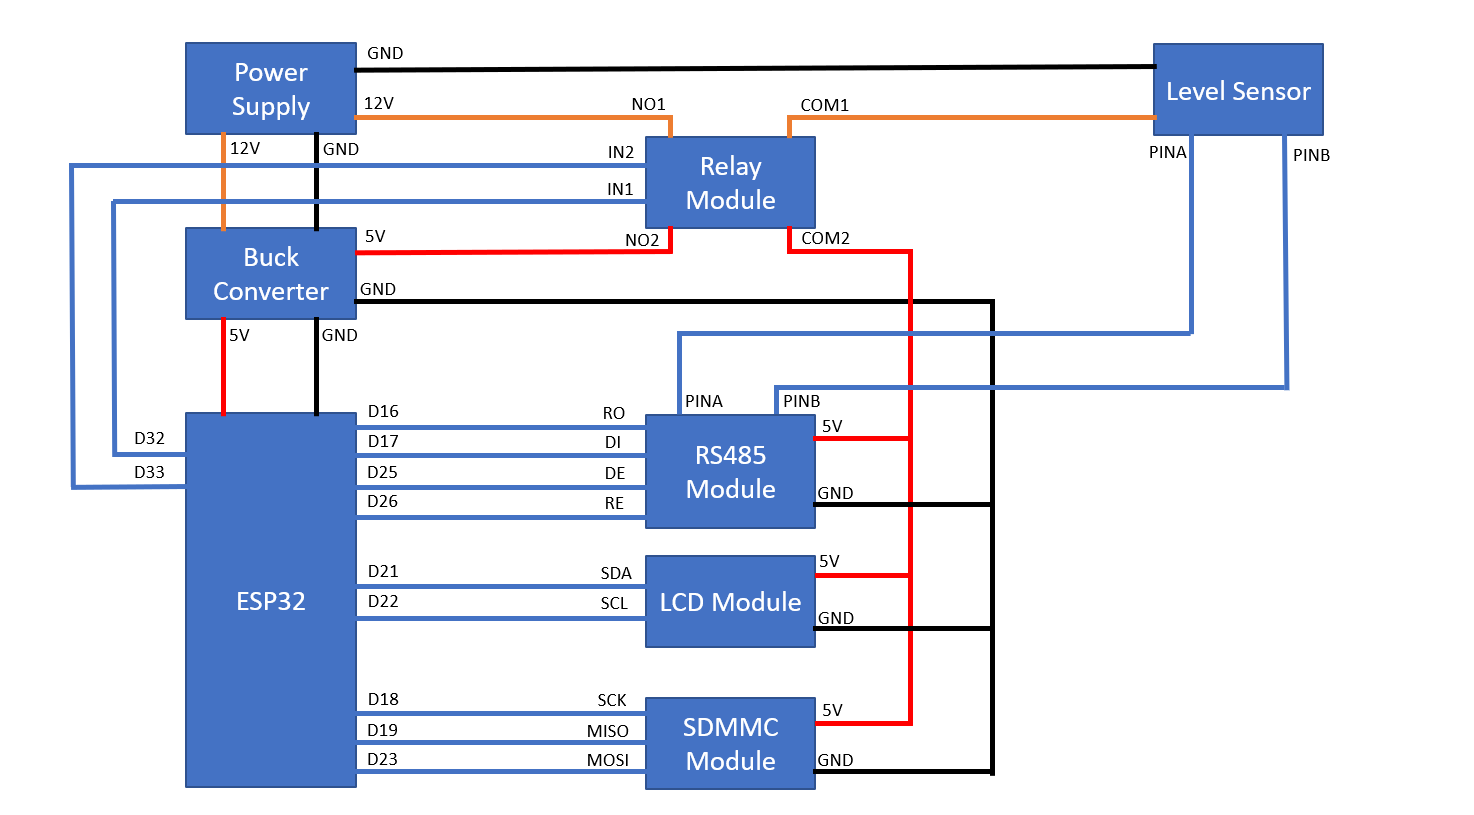 GND
Power
Supply
12V
NO1
COM1
Level Sensor
12V
GND
IN2
IN1
Relay
Module
PINA
PINB
5V
NO2
COM2
Buck
Converter
GND
5V
GND
PINA
PINB
D32
D33
D16
RO
D17
DI
D25
DE
D26
RE
RS485
Module
5V
GND
ESP32
D21
SDA
D22
SCL
LCD Module
5V
GND
D18
SCK
D19
MISO
D23
MOSI
SDMMC
Module
5V
GND